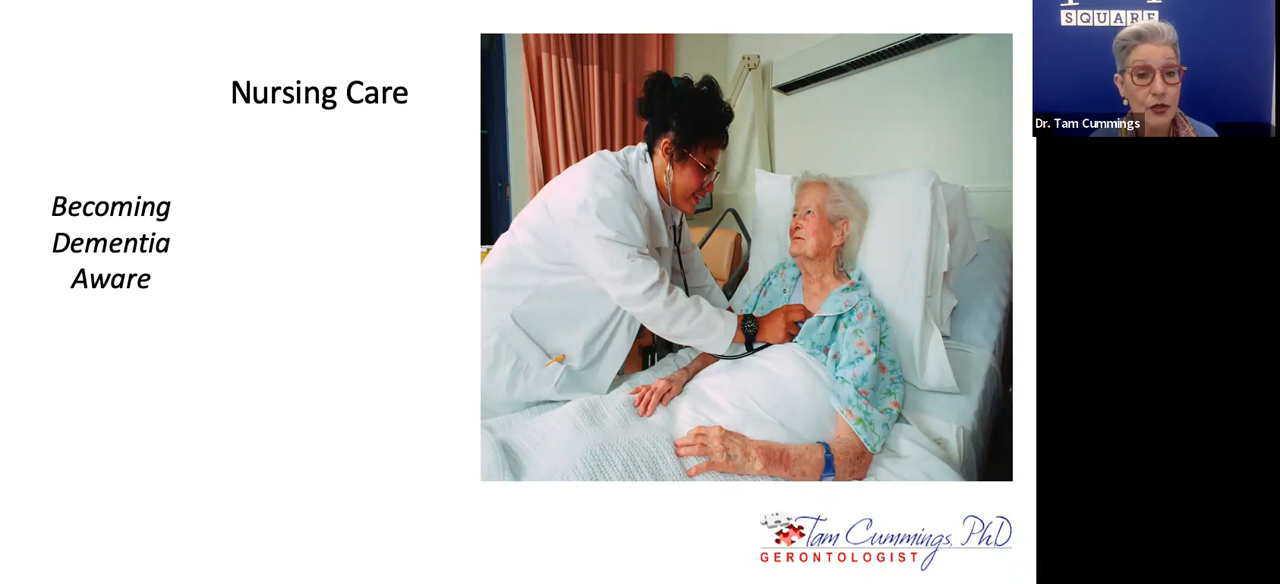 Nursing Care
Becoming
Dementia
Aware
Tam Cummings, PhD
GERONTOLOGIST
SQUARE
Dr. Tam Cummings